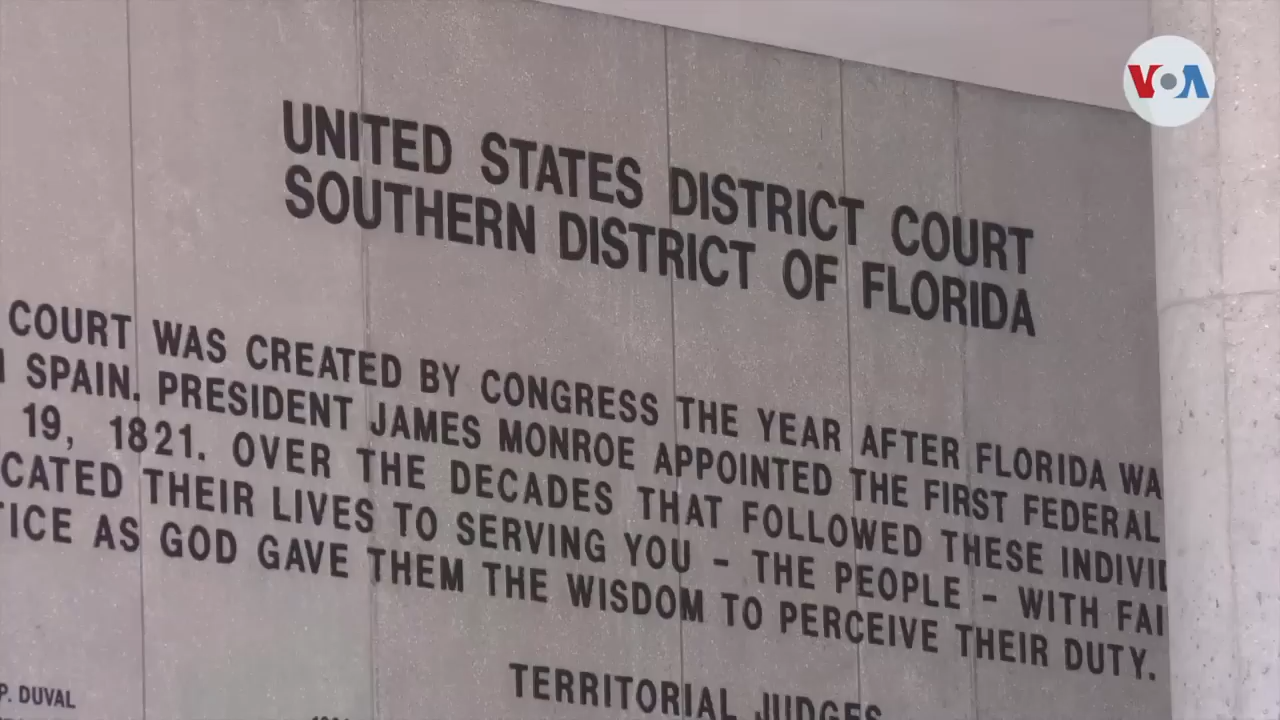 VOA
UNITED STATES DISTRICT COURT
SOUTHERN DISTRICT OF FLORIDA
COURT WAS CREATED BY CONGRESS THE YEAR AFTER FLORIDA WA
SPAIN. PRESIDENT JAMES MONROE APPOINTED THE FIRST FEDERAL
19, 1821. OVER THE DECADES THAT FOLLOWED THESE INDIVI
CATED THEIR LIVES TO SERVING YOU – THE PEOPLE – WITH FAI
ICE AS GOD GAVE THEM THE WISDOM TO PERCEIVE THEIR DUTY.
TERRITORIAL JUDGES
P. DUVAL